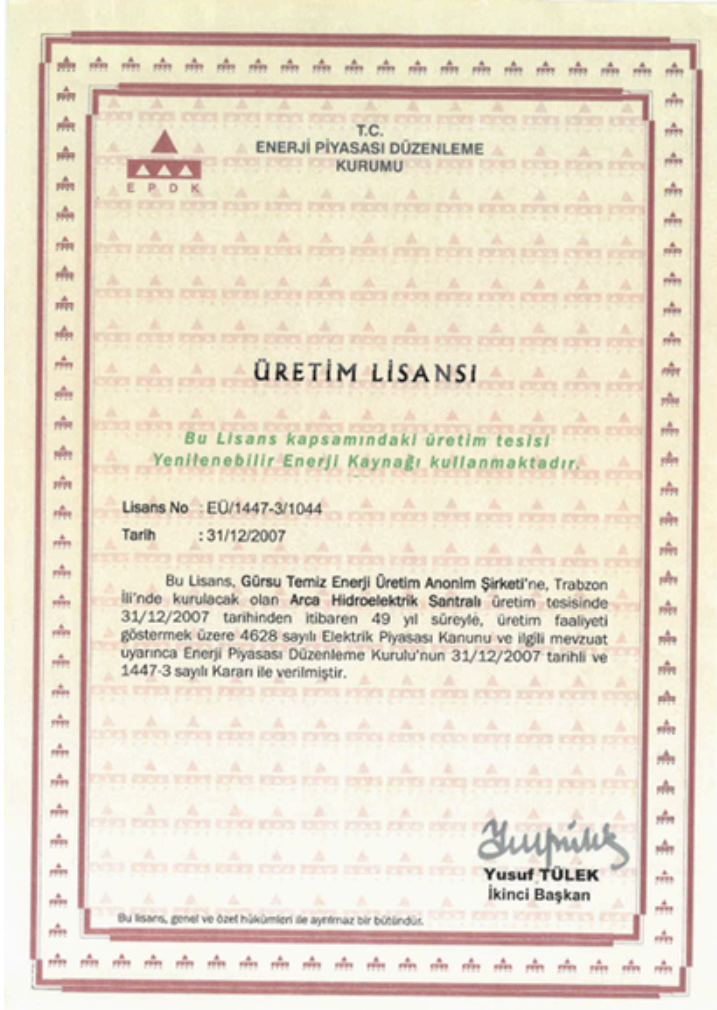 T.C.
ENERJİ PİYASASI DÜZENLEME
KURUMU
E P D K
ÜRETİM LİSANSI
Bu Lisans kapsamındaki üretim tesisi
Yenilenebilir Enerji Kaynağı kullanmaktadır.
Lisans No : EÜ/1447-3/1044
Tarih : 31/12/2007
Bu Lisans, Gürsu Temiz Enerji Üretim Anonim Şirketi'ne, Trabzon
İli'nde kurulacak olan Arca Hidroelektrik Santralı üretim tesisinde
31/12/2007 tarihinden itibaren 49 yıl süreyle, üretim faaliyeti
göstermek üzere 4628 sayılı Elektrik Piyasası Kanunu ve ilgili mevzuat
uyarınca Enerji Piyasası Düzenleme Kurulu'nun 31/12/2007 tarihli ve
1447-3 sayılı Kararı ile verilmiştir.
Yusuf TÜLEK
İkinci Başkan
Bu lisans, genel ve özel hükümleri ile ayrılmaz bir bütündür.